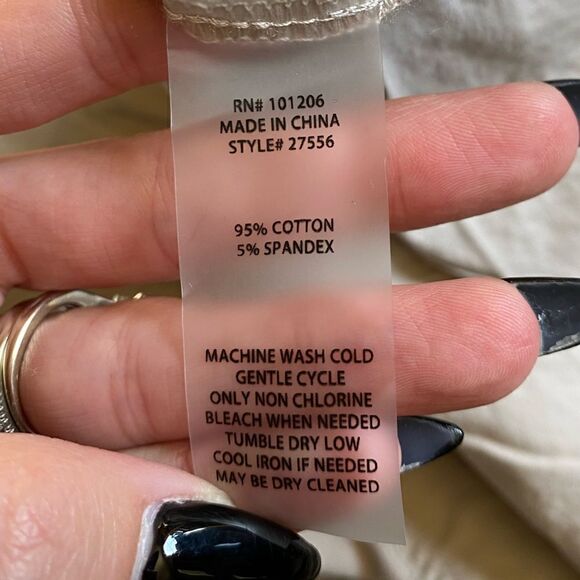 RN# 101206
MADE IN CHINA
STYLE# 27556
95% COTTON
5% SPANDEX
MACHINE WASH COLD
GENTLE CYCLE
ONLY NON CHLORINE
BLEACH WHEN NEEDED
TUMBLE DRY LOW
COOL IRON IF NEEDED
MAY BE DRY CLEANED